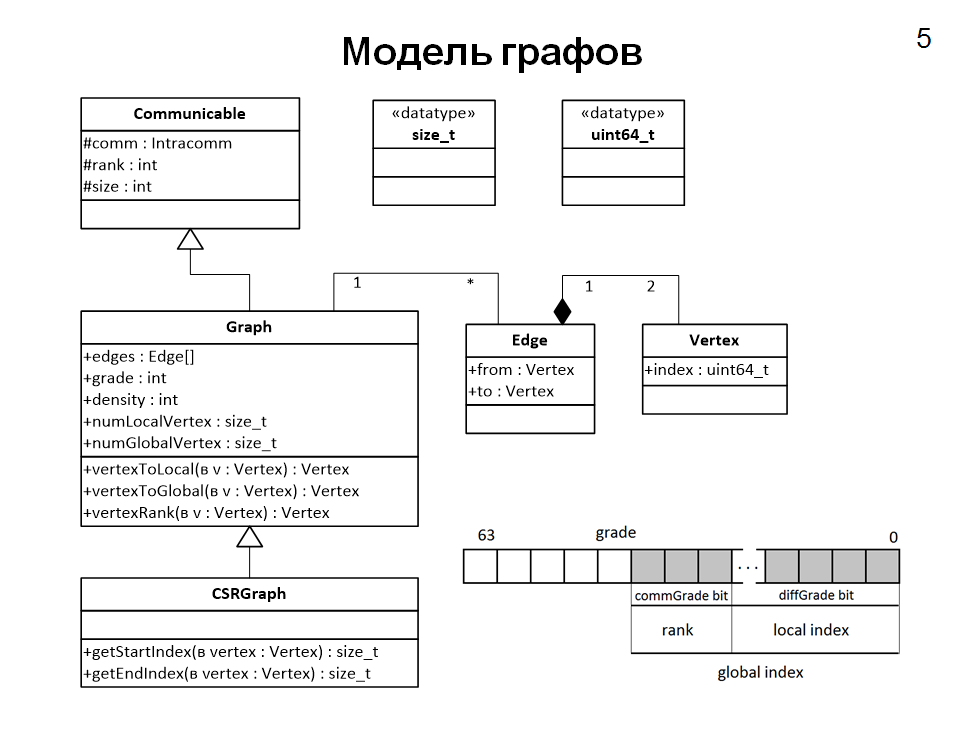 5
Модель графов
Communicable
#comm : Intracomm
#rank : int
#size : int
«datatype»
size_t
«datatype»
uint64_t
1
*
1
2
Graph
+edges : Edge[]
+grade : int
+density : int
+numLocalVertex : size_t
+numGlobalVertex : size_t
+vertexToLocal(в v : Vertex) : Vertex
+vertexToGlobal(в v : Vertex) : Vertex
+vertexRank(в v : Vertex) : Vertex
Edge
+from : Vertex
+to : Vertex
Vertex
+index : uint64_t
CSRGraph
+getStartIndex(в vertex : Vertex) : size_t
+getEndIndex(в vertex : Vertex) : size_t
63
grade
0
...
commGrade bit
diffGrade bit
rank
local index
global index